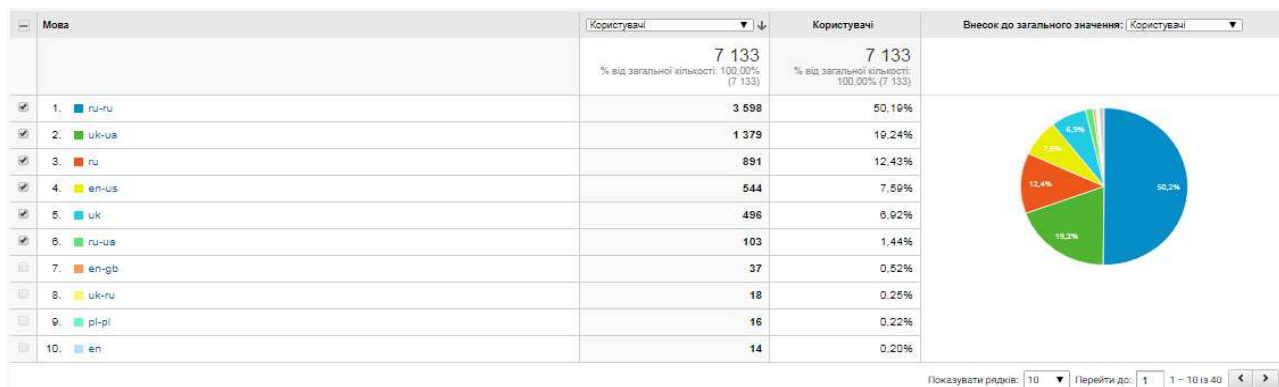 Мова Користувачі Користувачі Внесок до загального значення: Користувачі
7 133 7 133
% від загальної кількості: 100,00% % від загальної кількості:
(7 133) 100,00% (7 133)
1. ru-ru 3 598 50,19%
2. uk-ua 1 379 19,24%
3. ru 891 12,43%
4. en-us 544 7,59%
5. uk 496 6,92%
6. ru-ua 103 1,44%
7. en-gb 37 0,52%
8. uk-ru 18 0,25%
9. pl-pl 16 0,22%
10. en 14 0,20%
6,9%
7,6%
12,4% 50,2%
19,2%
Показувати рядків: 10 Перейти до: 1 1 – 10 із 40